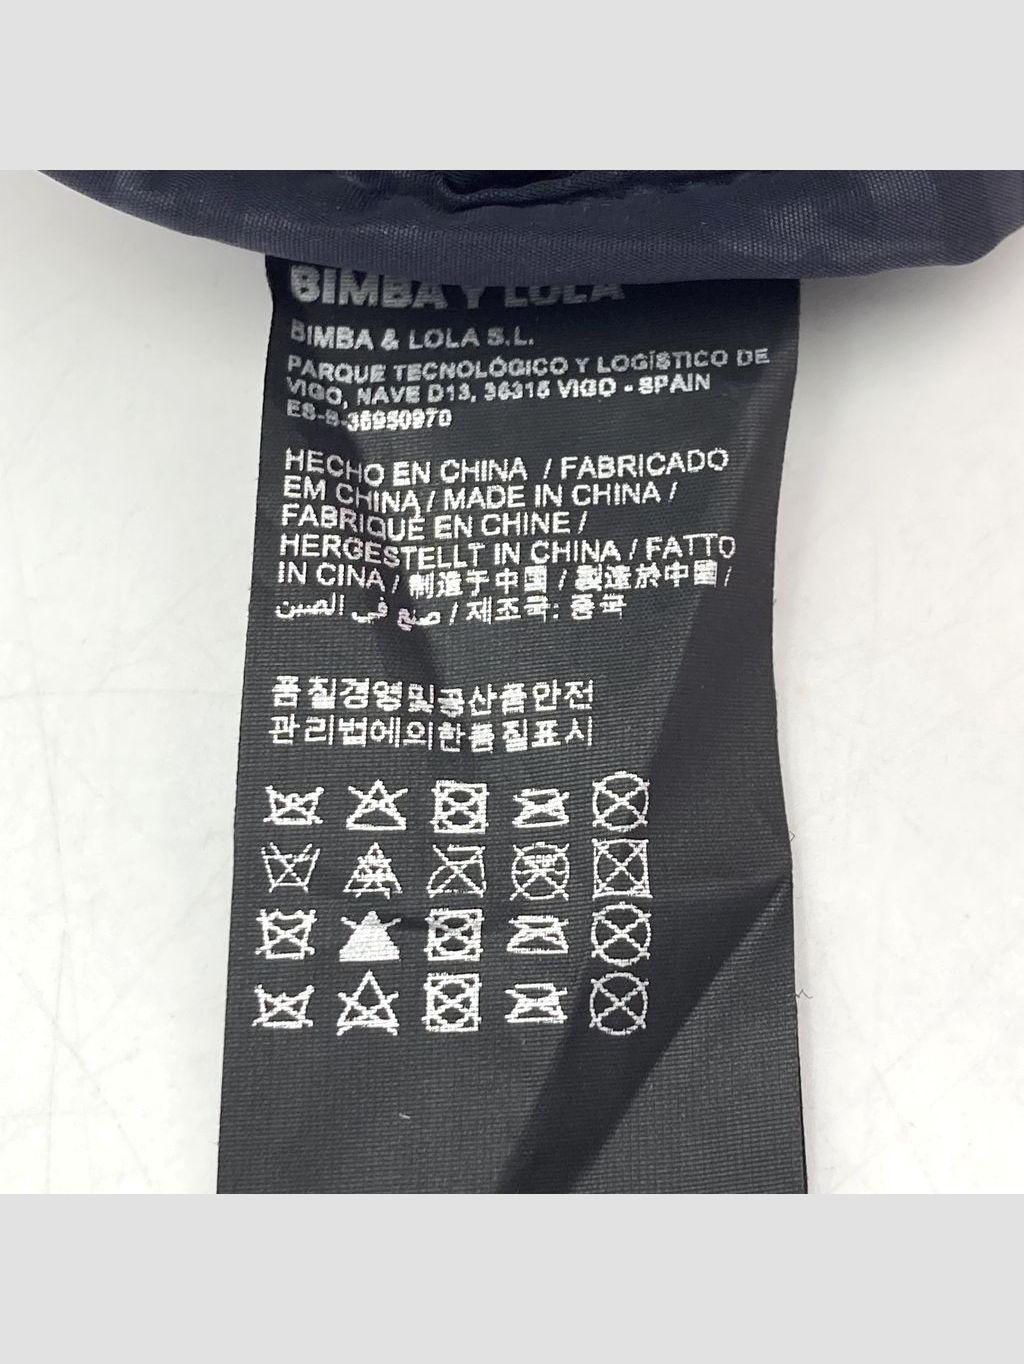 BIMBA Y LOLA
BIMBA & LOLA S.L.
PARQUE TECNOLÓGICO Y LOGÍSTICO DE
VIGO, NAVE D13, 36315 VIGO - SPAIN
ES-B-36950970
HECHO EN CHINA / FABRICADO
EM CHINA / MADE IN CHINA /
FABRIQUÉ EN CHINE /
HERGESTELLT IN CHINA / FATTO
IN CINA / 制造于中国 / 製造於中國 /
صنع في الصين / 제조국: 중국
품질경영및공산품안전
관리법에의한품질표시